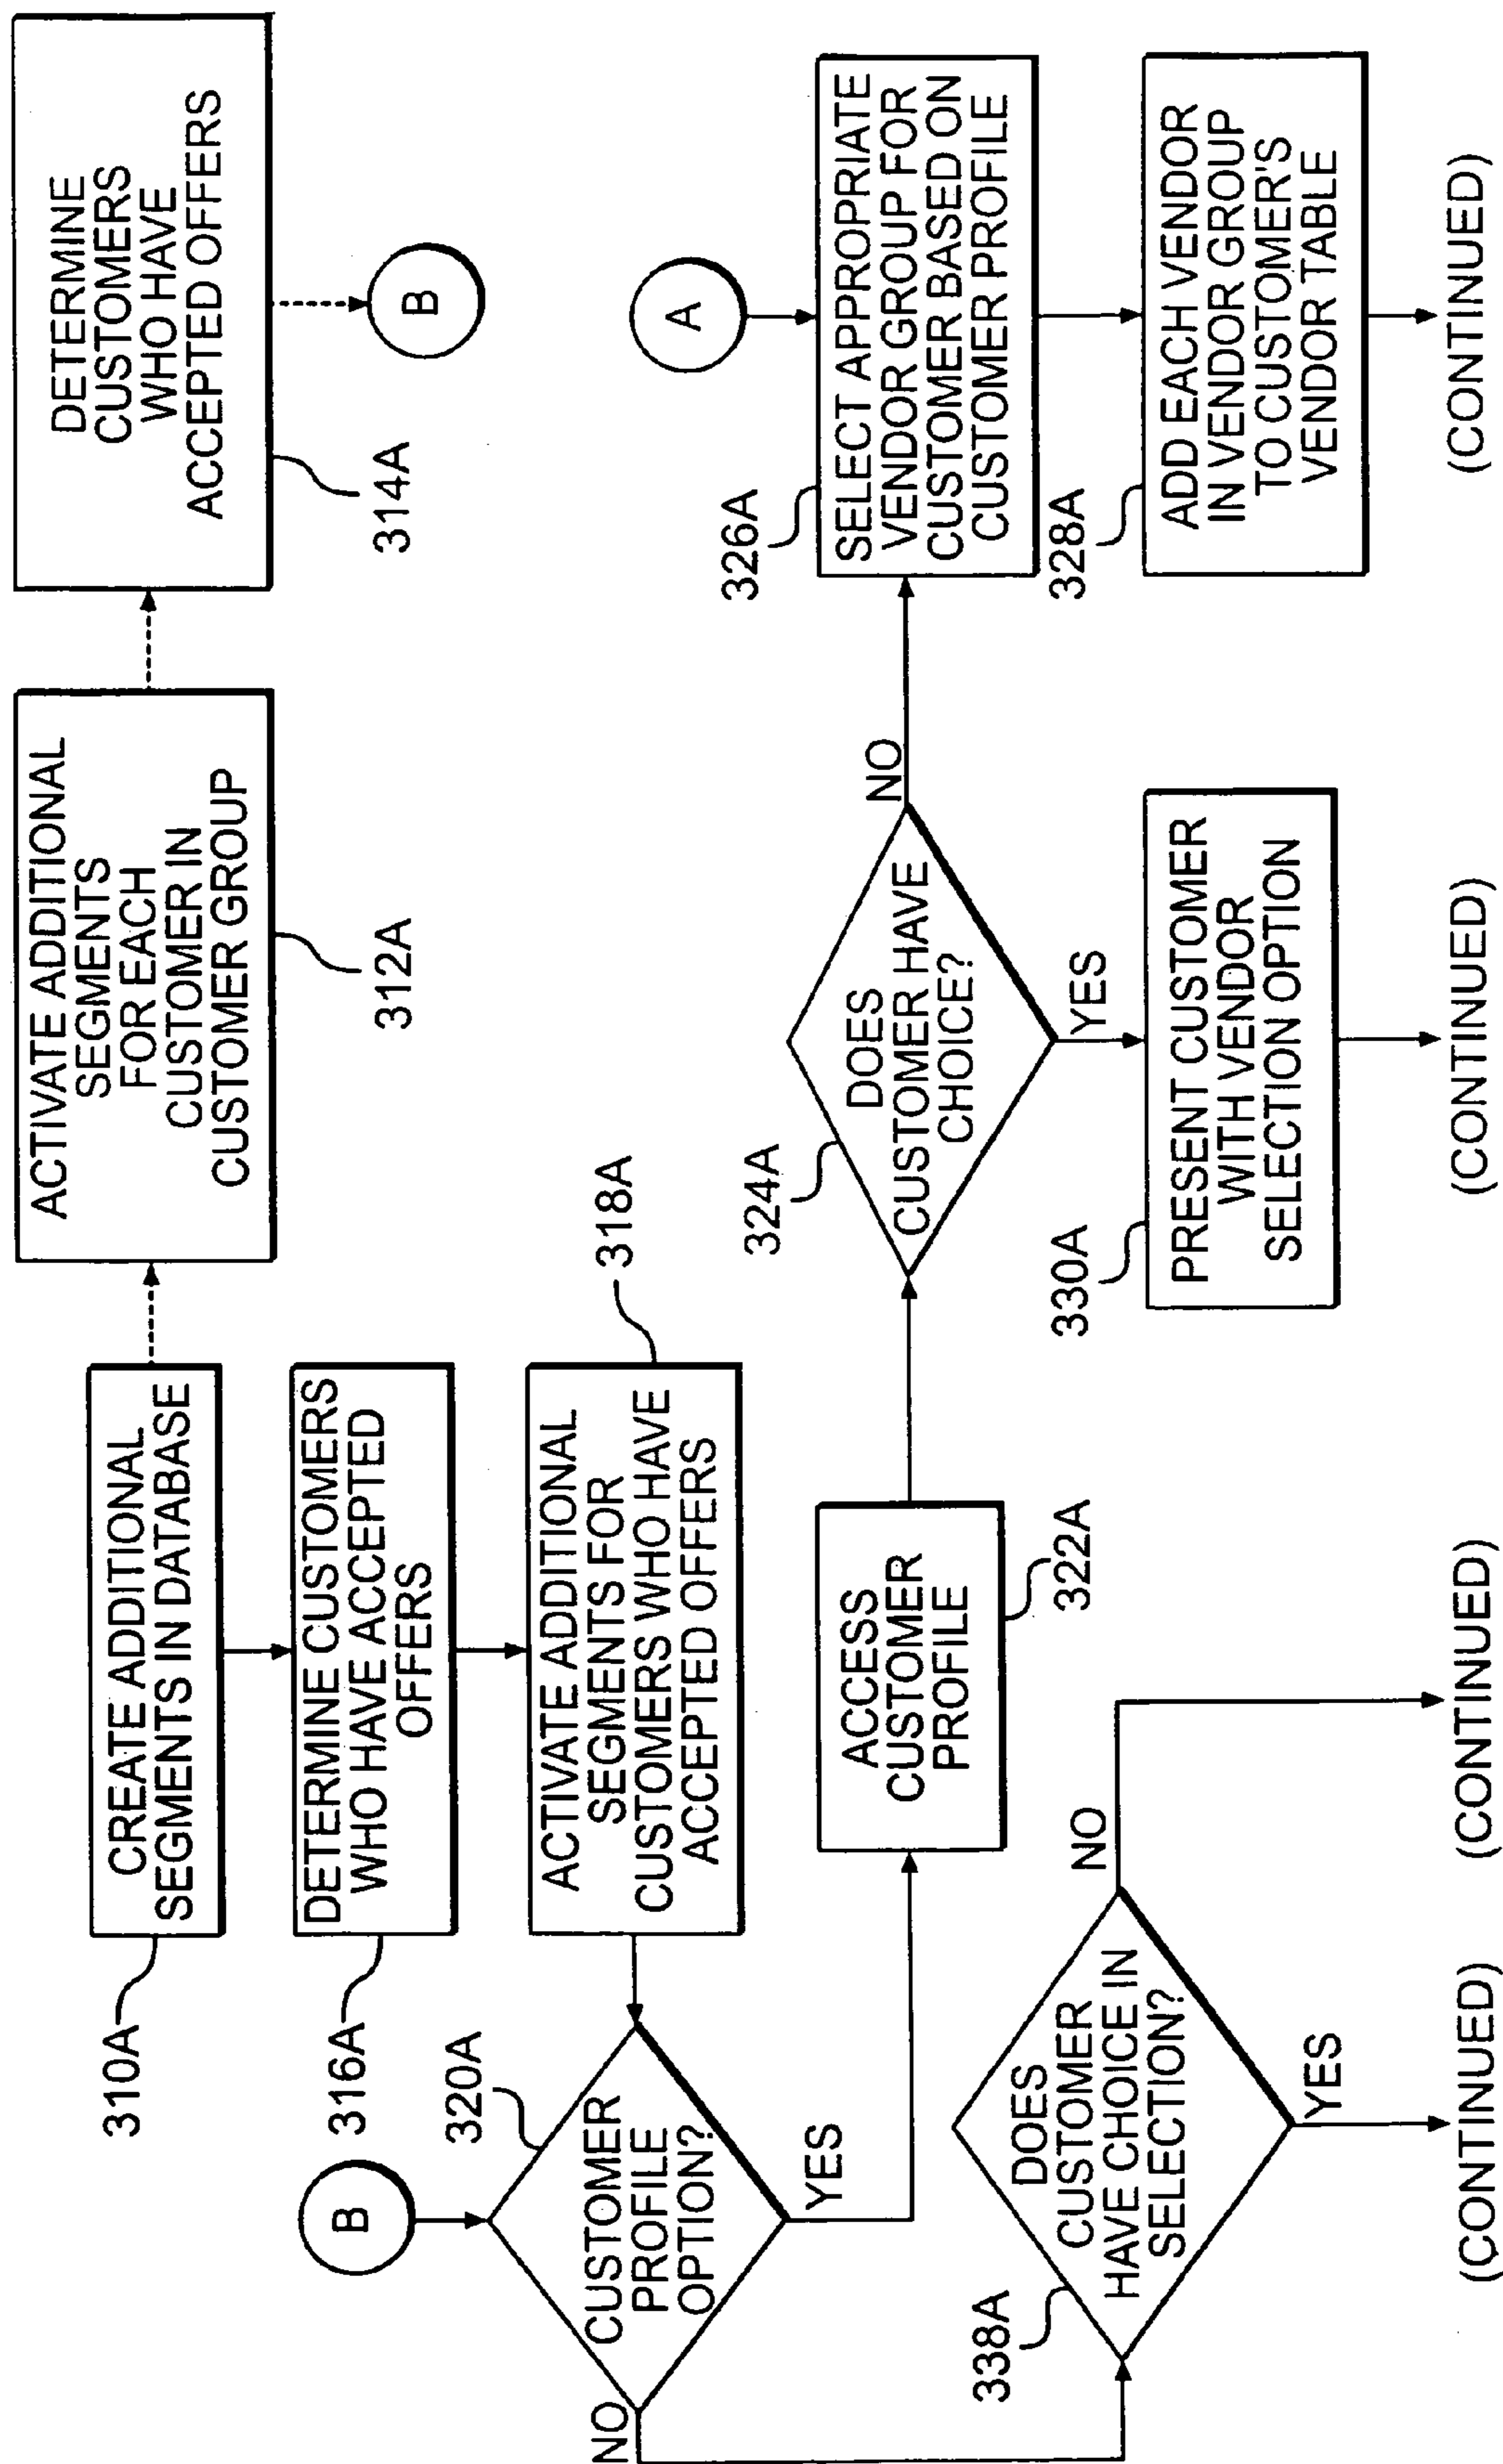 310A
CREATE ADDITIONAL
SEGMENTS IN DATABASE
ACTIVATE ADDITIONAL
SEGMENTS
FOR EACH
CUSTOMER IN
CUSTOMER GROUP
312A
DETERMINE
CUSTOMERS
WHO HAVE
ACCEPTED OFFERS
314A
B
316A
DETERMINE CUSTOMERS
WHO HAVE ACCEPTED
OFFERS
ACTIVATE ADDITIONAL
SEGMENTS FOR
CUSTOMERS WHO HAVE
ACCEPTED OFFERS
318A
B
320A
CUSTOMER
PROFILE
OPTION?
NO
YES
ACCESS
CUSTOMER
PROFILE
322A
324A
DOES
CUSTOMER HAVE
CHOICE?
NO
YES
A
326A
SELECT APPROPRIATE
VENDOR GROUP FOR
CUSTOMER BASED ON
CUSTOMER PROFILE
328A
ADD EACH VENDOR
IN VENDOR GROUP
TO CUSTOMER'S
VENDOR TABLE
330A
PRESENT CUSTOMER
WITH VENDOR
SELECTION OPTION
338A
DOES
CUSTOMER
HAVE CHOICE IN
SELECTION?
NO
YES
(CONTINUED)
(CONTINUED)
(CONTINUED)
(CONTINUED)